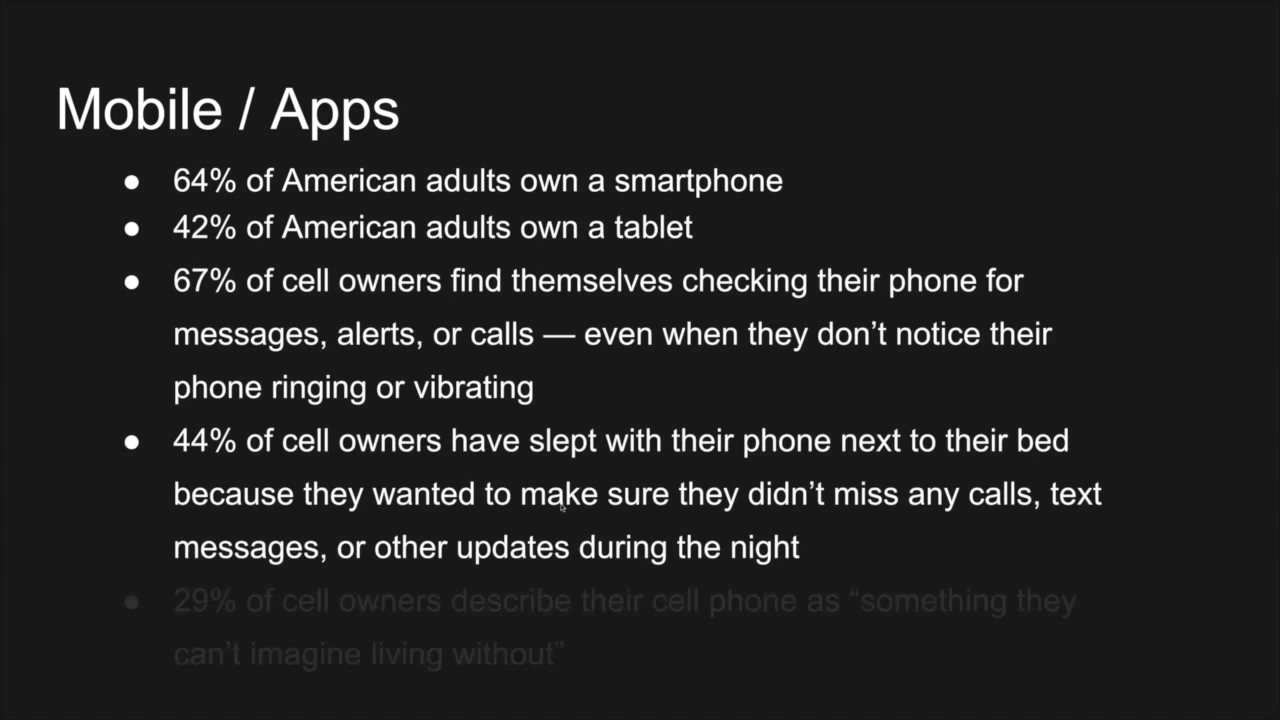 Mobile / Apps
● 64% of American adults own a smartphone
● 42% of American adults own a tablet
● 67% of cell owners find themselves checking their phone for
messages, alerts, or calls — even when they don’t notice their
phone ringing or vibrating
● 44% of cell owners have slept with their phone next to their bed
because they wanted to make sure they didn’t miss any calls, text
messages, or other updates during the night
● 29% of cell owners describe their cell phone as “something they
can’t imagine living without”